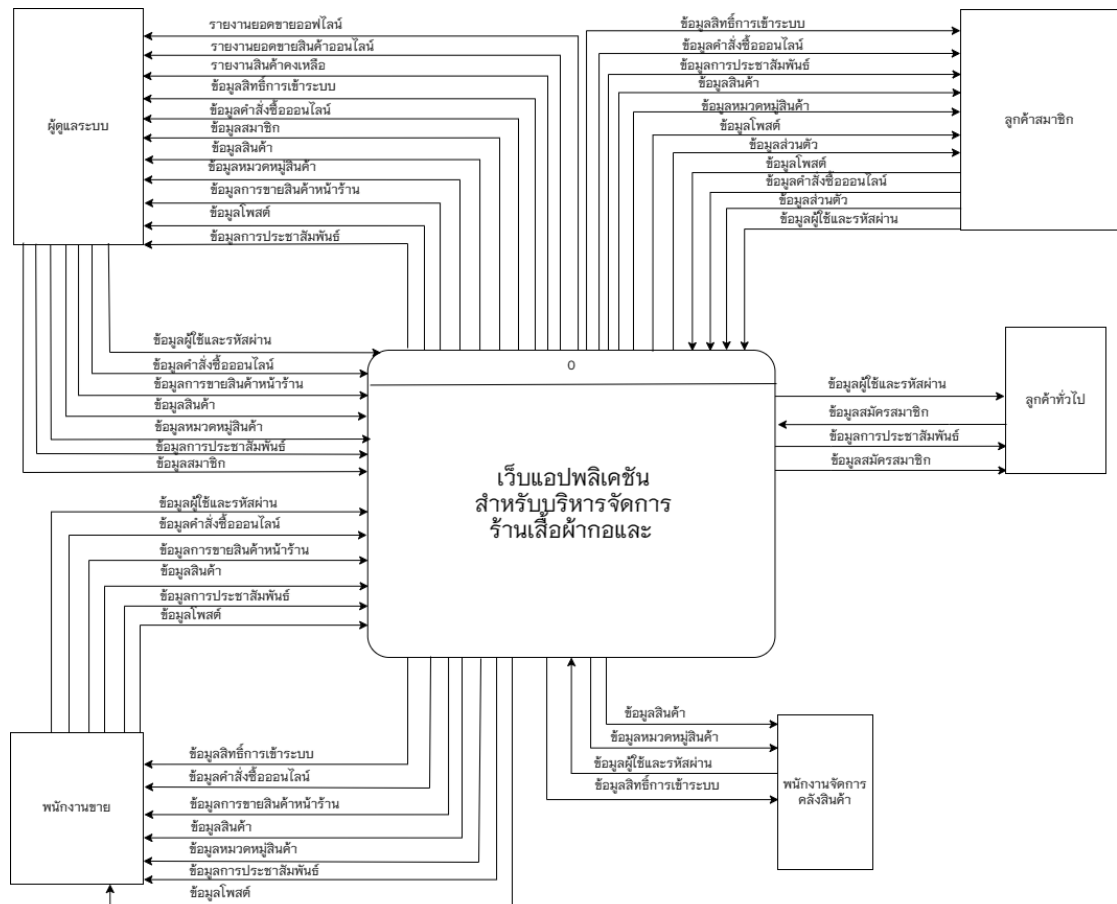 รายงานยอดขายออฟไลน์
รายงานยอดขายสินค้าออนไลน์
รายงานสินค้าคงเหลือ
ข้อมูลสิทธิ์การเข้าระบบ
ข้อมูลคำสั่งซื้อออนไลน์
ข้อมูลสมาชิก
ข้อมูลสินค้า
ข้อมูลหมวดหมู่สินค้า
ข้อมูลการขายสินค้าหน้าร้าน
ข้อมูลโพสต์
ข้อมูลการประชาสัมพันธ์
ผู้ดูแลระบบ
ข้อมูลสิทธิ์การเข้าระบบ
ข้อมูลคำสั่งซื้อออนไลน์
ข้อมูลการประชาสัมพันธ์
ข้อมูลสินค้า
ข้อมูลหมวดหมู่สินค้า
ข้อมูลโพสต์
ข้อมูลส่วนตัว
ข้อมูลโพสต์
ข้อมูลคำสั่งซื้อออนไลน์
ข้อมูลส่วนตัว
ข้อมูลผู้ใช้และรหัสผ่าน
ลูกค้าสมาชิก
ข้อมูลผู้ใช้และรหัสผ่าน
ข้อมูลคำสั่งซื้อออนไลน์
ข้อมูลการขายสินค้าหน้าร้าน
ข้อมูลสินค้า
ข้อมูลหมวดหมู่สินค้า
ข้อมูลการประชาสัมพันธ์
ข้อมูลสมาชิก
0
เว็บแอปพลิเคชัน
สำหรับบริหารจัดการ
ร้านเสื้อผ้ากอและ
ข้อมูลผู้ใช้และรหัสผ่าน
ข้อมูลสมัครสมาชิก
ข้อมูลการประชาสัมพันธ์
ข้อมูลสมัครสมาชิก
ลูกค้าทั่วไป
ข้อมูลผู้ใช้และรหัสผ่าน
ข้อมูลคำสั่งซื้อออนไลน์
ข้อมูลการขายสินค้าหน้าร้าน
ข้อมูลสินค้า
ข้อมูลการประชาสัมพันธ์
ข้อมูลโพสต์
พนักงานขาย
ข้อมูลสิทธิ์การเข้าระบบ
ข้อมูลคำสั่งซื้อออนไลน์
ข้อมูลการขายสินค้าหน้าร้าน
ข้อมูลสินค้า
ข้อมูลหมวดหมู่สินค้า
ข้อมูลการประชาสัมพันธ์
ข้อมูลโพสต์
ข้อมูลสินค้า
ข้อมูลหมวดหมู่สินค้า
ข้อมูลผู้ใช้และรหัสผ่าน
ข้อมูลสิทธิ์การเข้าระบบ
พนักงานจัดการ
คลังสินค้า